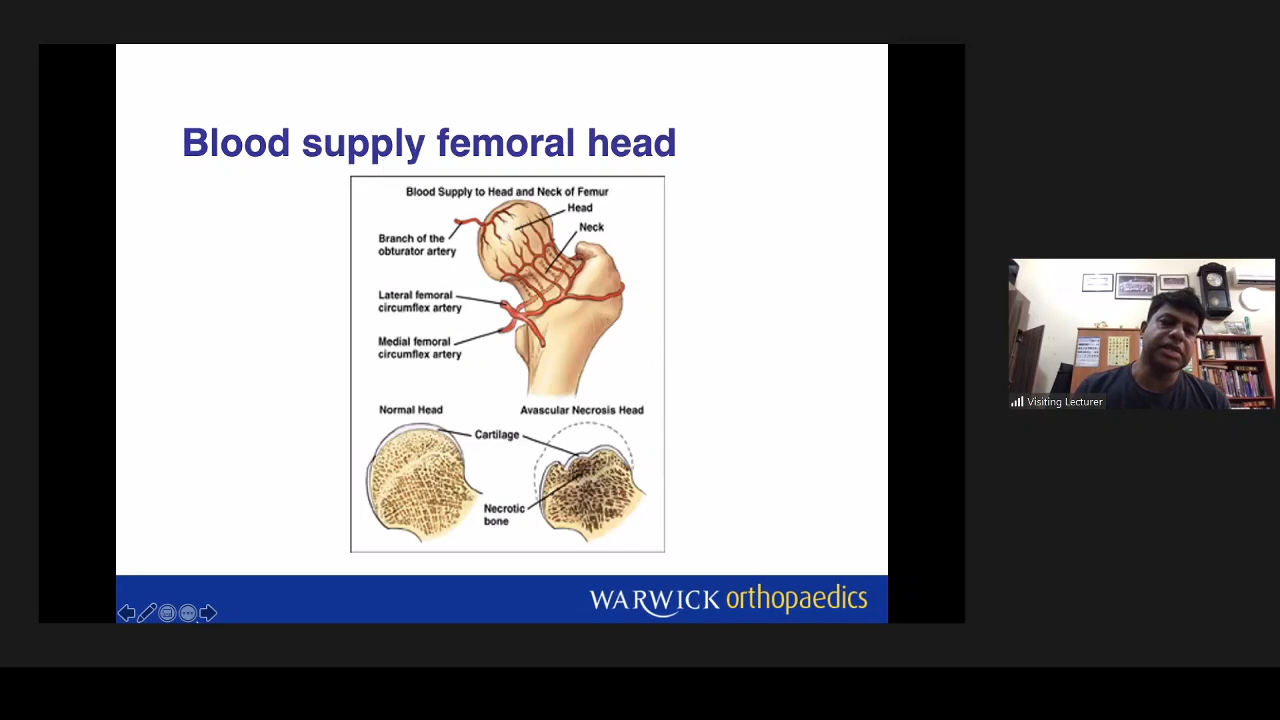 Blood supply femoral head
Blood Supply to Head and Neck of Femur
Head
Neck
Branch of the
obturator artery
Lateral femoral
circumflex artery
Medial femoral
circumflex artery
Normal Head
Avascular Necrosis Head
Cartilage
Necrotic
bone
WARWICK orthopaedics
Visiting Lecturer